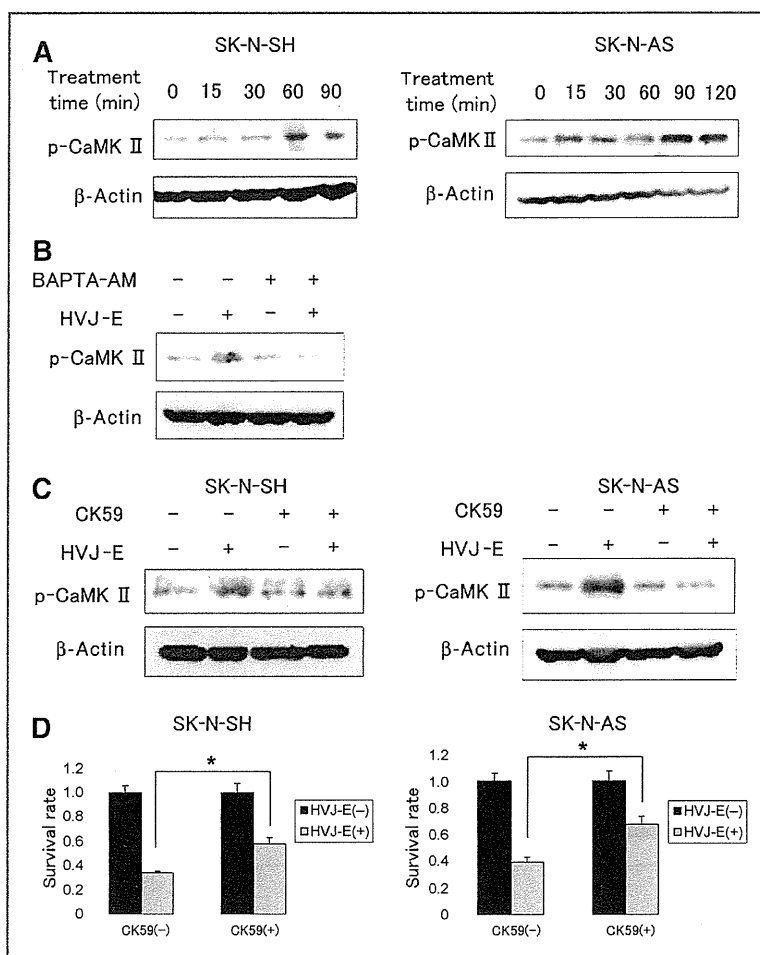 A
SK-N-SH
SK-N-AS
Treatment time (min) 0 15 30 60 90
Treatment time (min) 0 15 30 60 90 120
p-CaMK Ⅱ
p-CaMK Ⅱ
β-Actin
β-Actin
B
BAPTA-AM − − + +
HVJ-E − + − +
p-CaMK Ⅱ
β-Actin
C
SK-N-SH
SK-N-AS
CK59 − − + +
CK59 − − + +
HVJ-E − + − +
HVJ-E − + − +
p-CaMK Ⅱ
p-CaMK Ⅱ
β-Actin
β-Actin
D
SK-N-SH
Survival rate
1.2
1.0
0.8
0.6
0.4
0.2
0
*
HVJ-E(-)
HVJ-E(+)
CK59(-) CK59(+)
SK-N-AS
Survival rate
1.2
1.0
0.8
0.6
0.4
0.2
0
*
HVJ-E(-)
HVJ-E(+)
CK59(-) CK59(+)